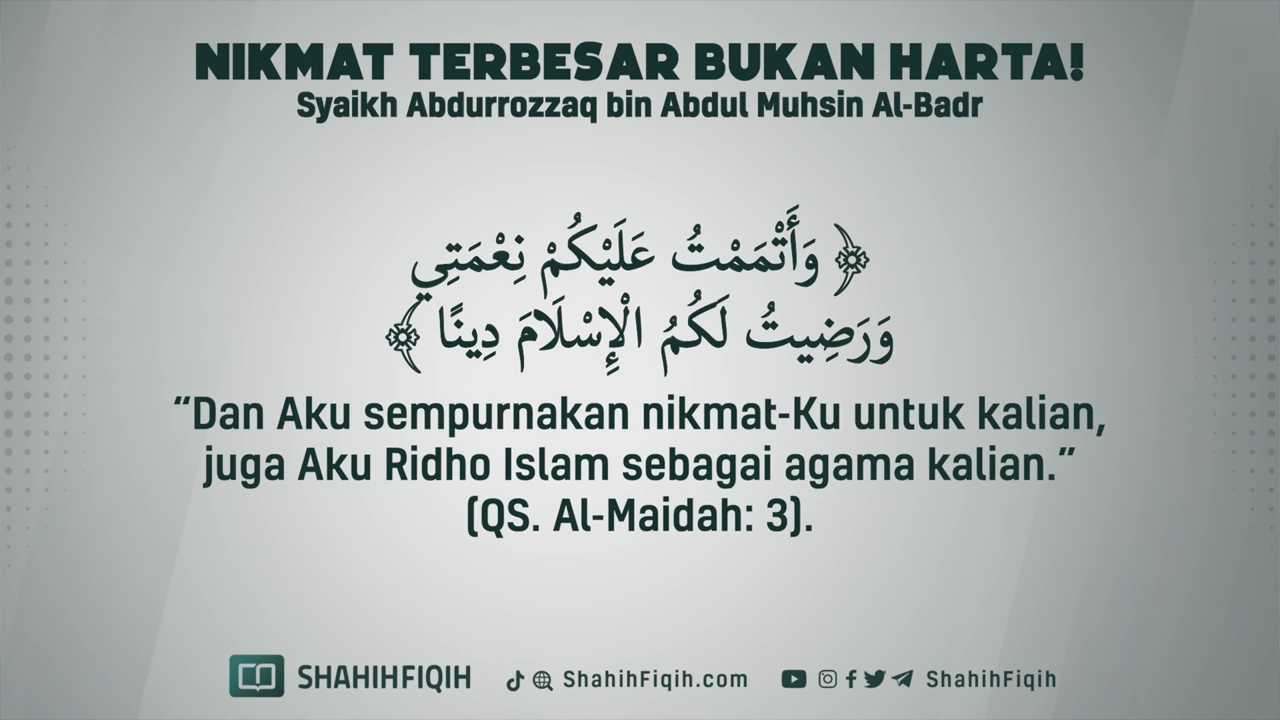 NIKMAT TERBESAR BUKAN HARTA!
Syaikh Abdurrozzaq bin Abdul Muhsin Al-Badr
﴿ وَأَتْمَمْتُ عَلَيْكُمْ نِعْمَتِي
وَرَضِيتُ لَكُمُ الْإِسْلَامَ دِينًا ﴾
“Dan Aku sempurnakan nikmat-Ku untuk kalian,
juga Aku Ridho Islam sebagai agama kalian.”
(QS. Al-Maidah: 3).
SHAHIHFIQIH ShahihFiqih.com ShahihFiqih